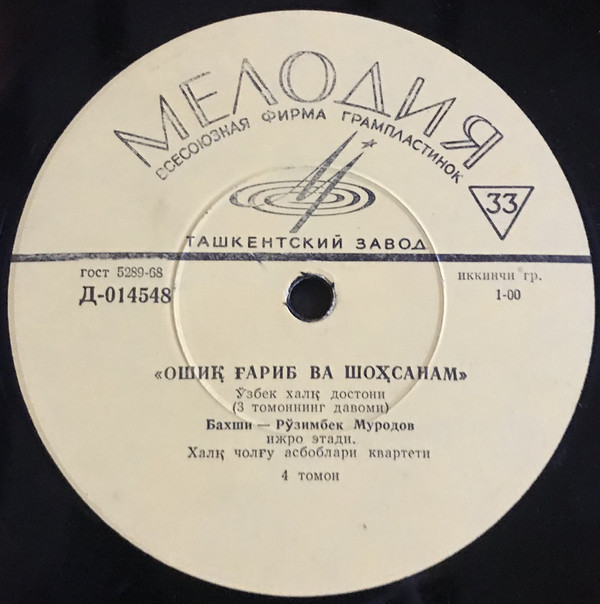 МЕЛОДИЯ
ВСЕСОЮЗНАЯ ФИРМА ГРАМПЛАСТИНОК
33
ТАШКЕНТСКИЙ ЗАВОД
гост 5289-68
иккинчи гр.
Д-014548
1-00
«ОШИҚ ҒАРИБ ВА ШОҲСАНАМ»
Ўзбек халқ достони
(3 томоннинг давоми)
Бахши — Рўзимбек Муродов
ижро этади.
Халқ чолғу асбоблари квартети
4 томон